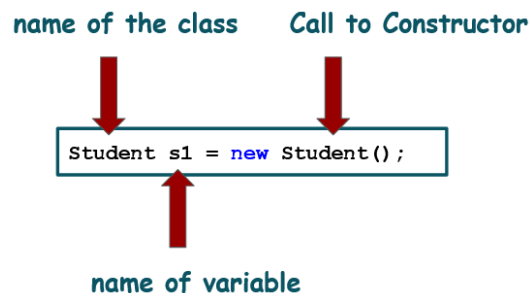 name of the class
Call to Constructor
Student s1 = new Student();
name of variable